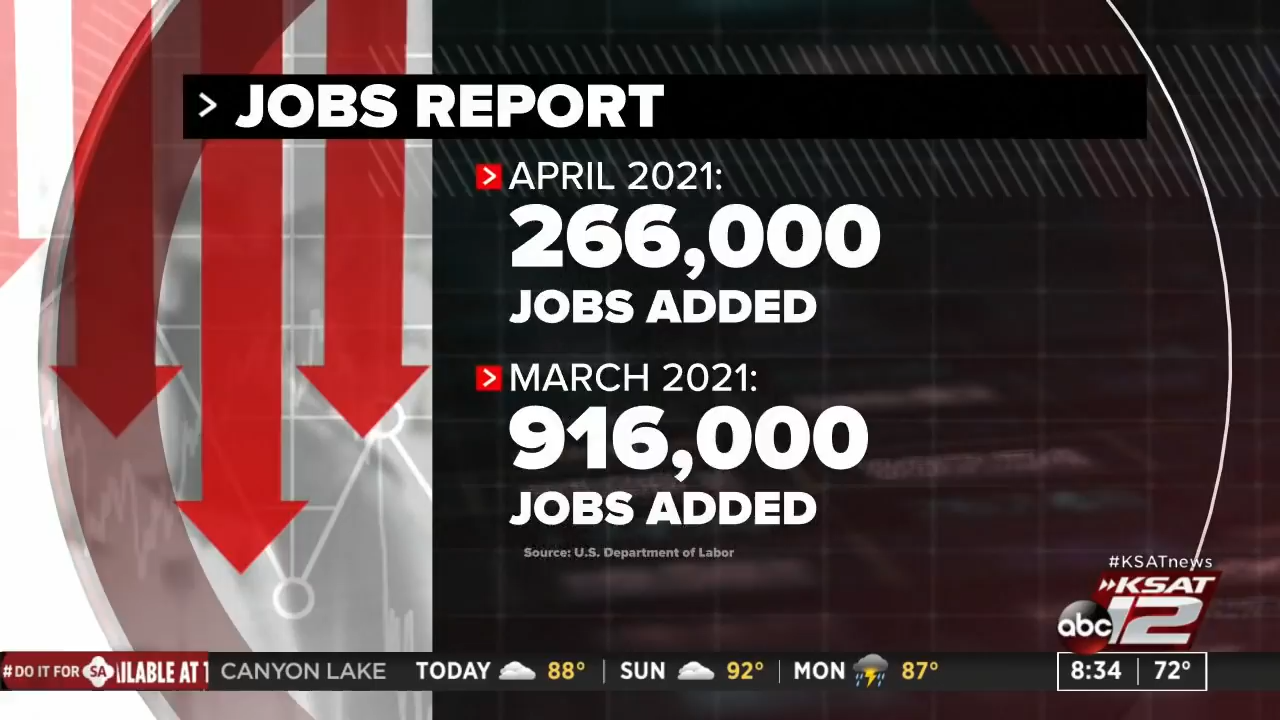 > JOBS REPORT
> APRIL 2021:
266,000
JOBS ADDED
> MARCH 2021:
916,000
JOBS ADDED
Source: U.S. Department of Labor
#KSATnews
KSAT
abc 12
# DO IT FOR SA AILABLE AT CANYON LAKE TODAY 88° | SUN 92° | MON 87° 8:34 | 72°